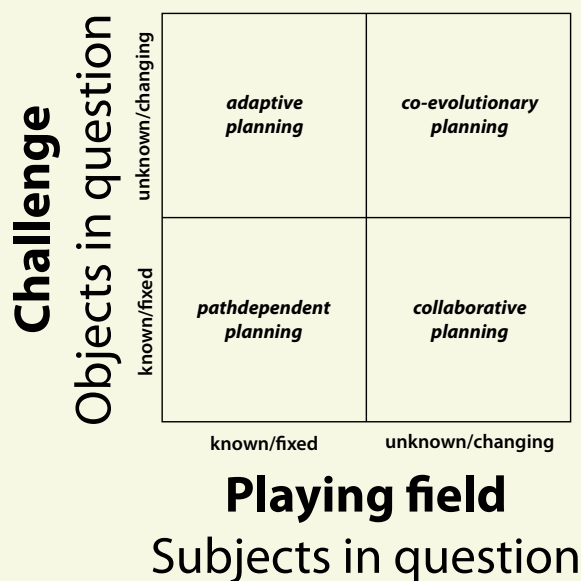 Challenge
Objects in question
unknown/changing
known/fixed
adaptive
planning
co-evolutionary
planning
pathdependent
planning
collaborative
planning
known/fixed
unknown/changing
Playing field
Subjects in question